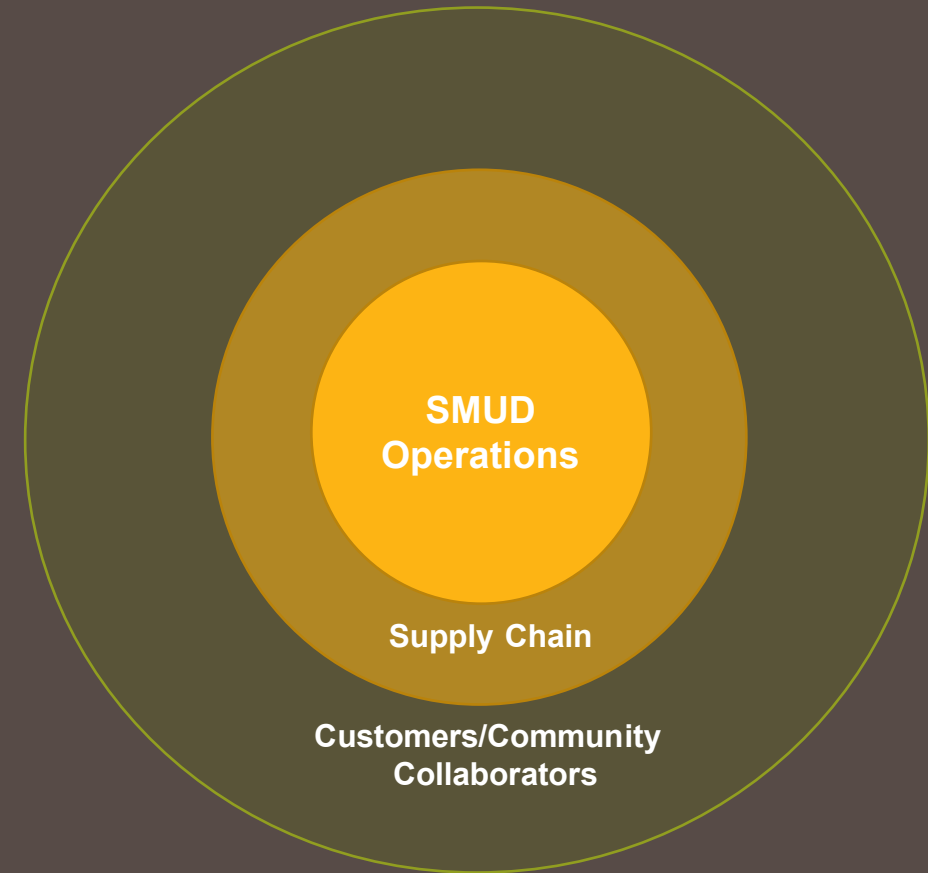 SMUD
Operations
Supply Chain
Customers/Community
Collaborators